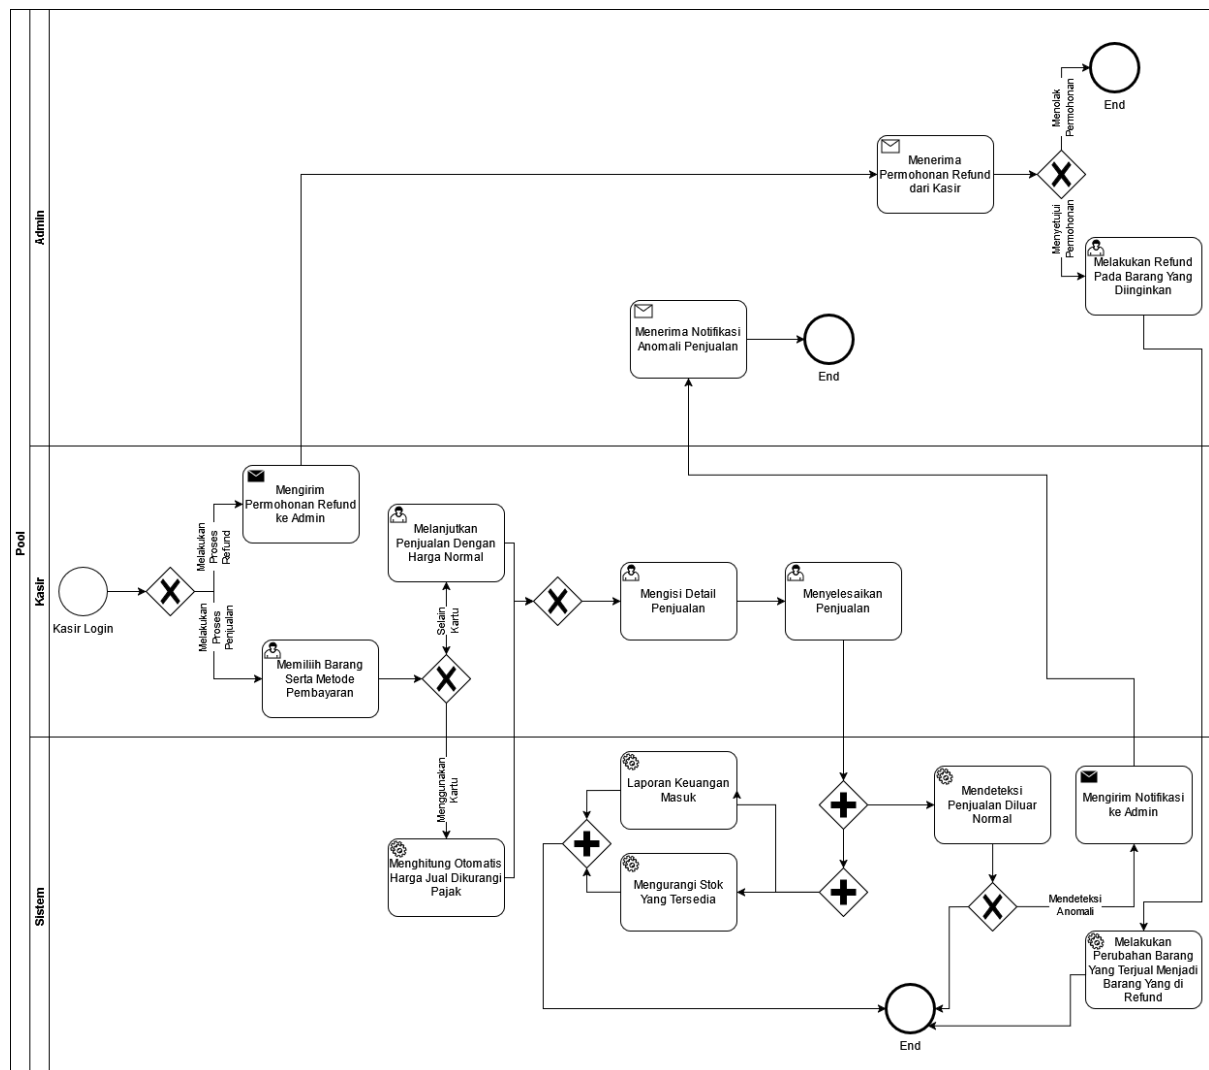 Pool
Admin
Menolak
Permohonan
End
Menerima
Permohonan Refund
dari Kasir
Menyetujui
Permohonan
Melakukan Refund
Pada Barang Yang
Diinginkan
Menerima Notifikasi
Anomali Penjualan
End
Kasir
Kasir Login
Melakukan
Proses
Refund
Melakukan
Proses
Penjualan
Mengirim
Permohonan Refund
ke Admin
Memiliih Barang
Serta Metode
Pembayaran
Melanjutkan
Penjualan Dengan
Harga Normal
Selain
Kartu
Menggunakan
Kartu
Mengisi Detail
Penjualan
Menyelesaikan
Penjualan
Sistem
Menghitung Otomatis
Harga Jual Dikurangi
Pajak
Laporan Keuangan
Masuk
Mengurangi Stok
Yang Tersedia
Mendeteksi
Penjualan Diluar
Normal
Mengirim Notifikasi
ke Admin
Mendeteksi
Anomali
Melakukan
Perubahan Barang
Yang Terjual Menjadi
Barang Yang di
Refund
End